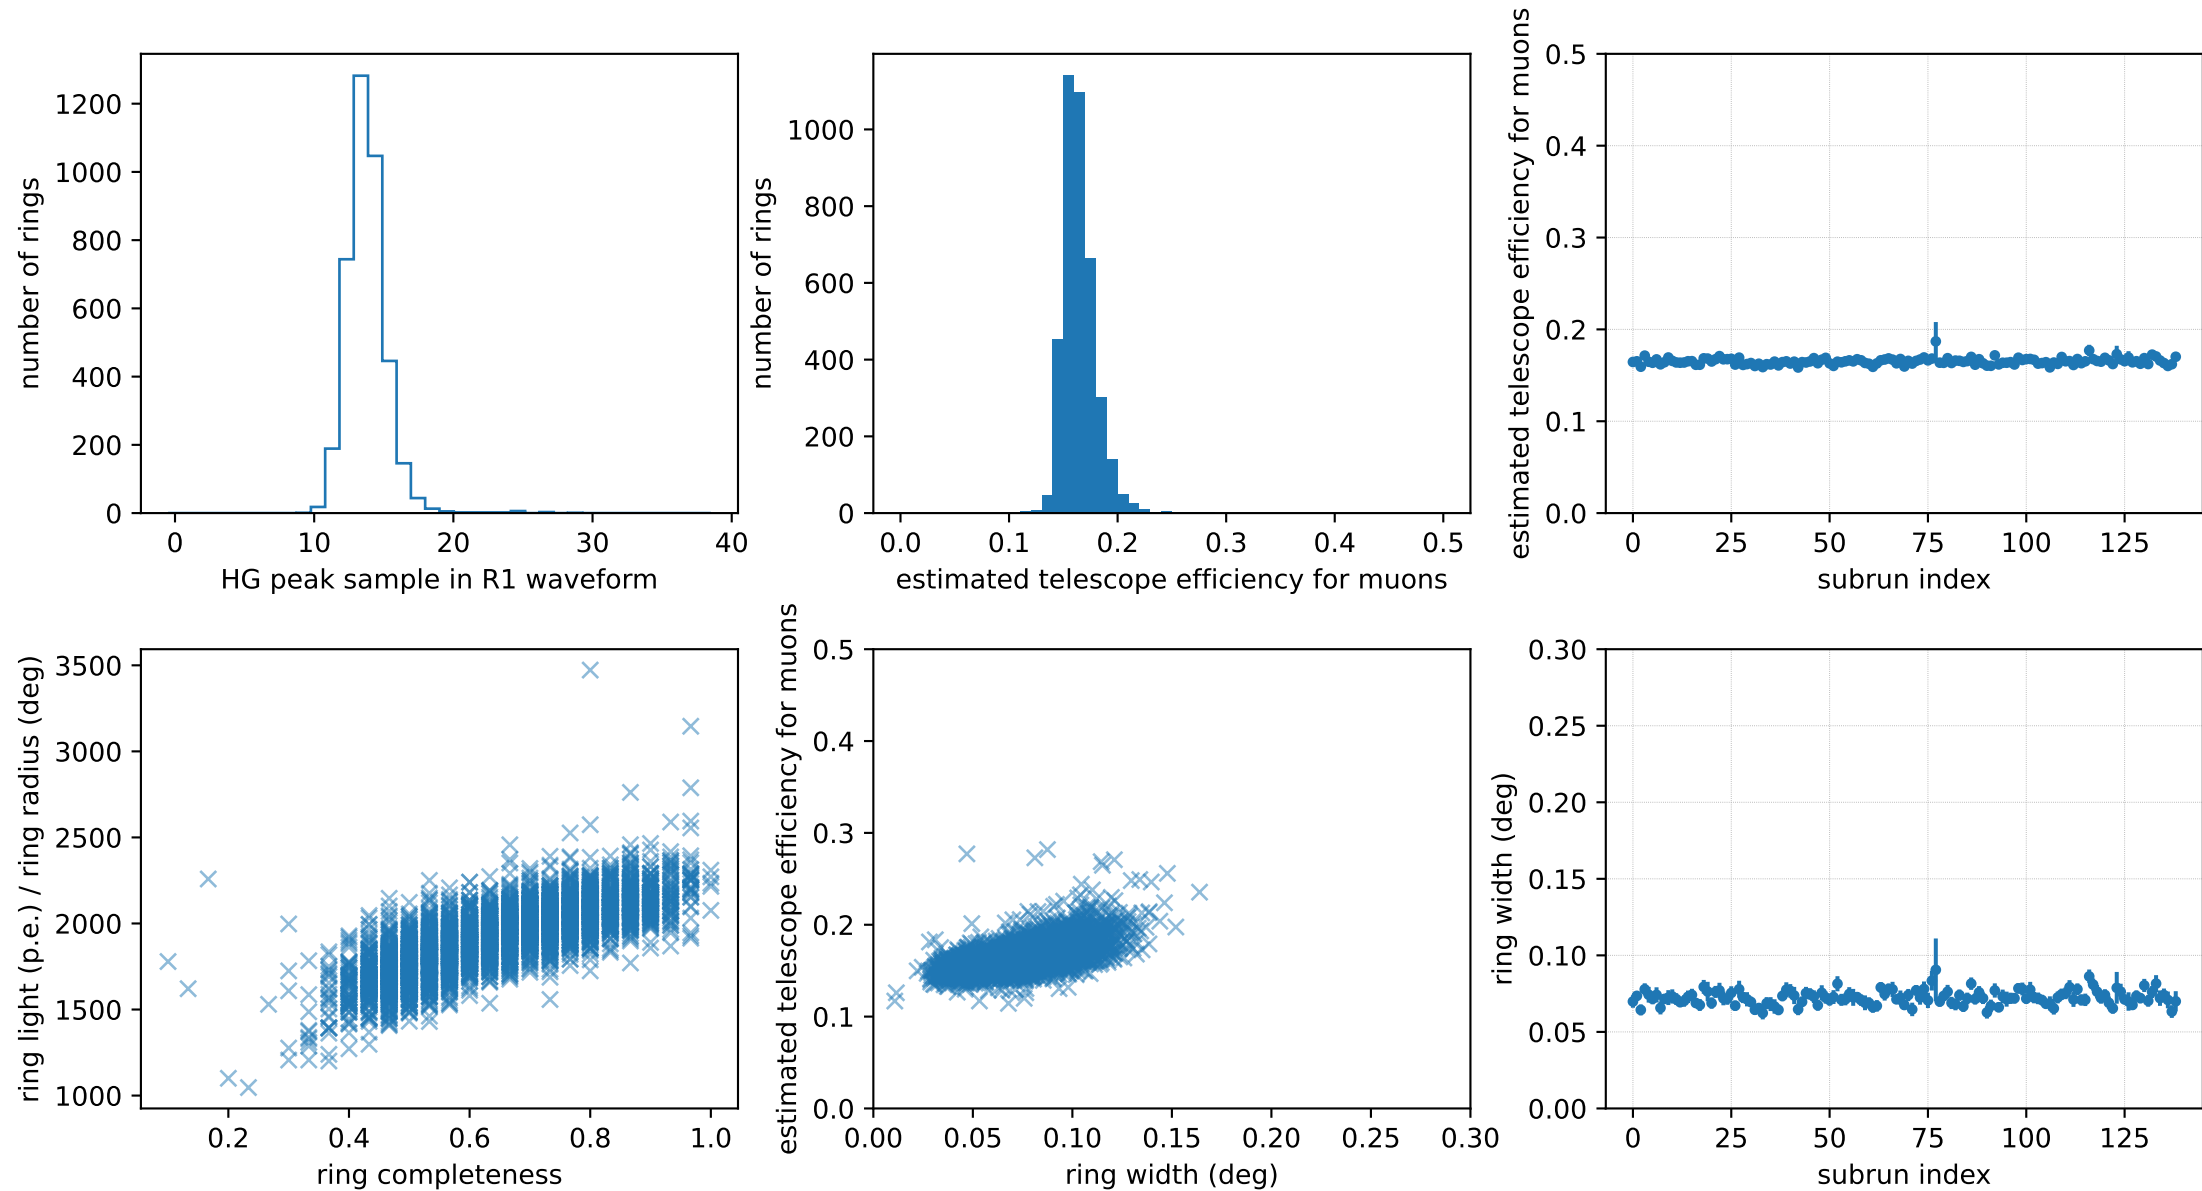 number of rings
1200
1000
800
600
400
200
0
0 10 20 30 40
HG peak sample in R1 waveform
number of rings
1000
800
600
400
200
0
0.0 0.1 0.2 0.3 0.4 0.5
estimated telescope efficiency for muons
estimated telescope efficiency for muons
0.5
0.4
0.3
0.2
0.1
0.0
0 25 50 75 100 125
subrun index
ring light (p.e.) / ring radius (deg)
3500
3000
2500
2000
1500
1000
0.2 0.4 0.6 0.8 1.0
ring completeness
estimated telescope efficiency for muons
0.5
0.4
0.3
0.2
0.1
0.0
0.00 0.05 0.10 0.15 0.20 0.25 0.30
ring width (deg)
ring width (deg)
0.30
0.25
0.20
0.15
0.10
0.05
0.00
0 25 50 75 100 125
subrun index